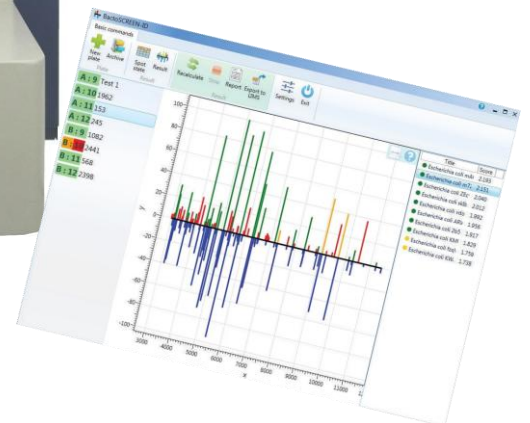 BactoSCREEN-ID
Basic commands
New plate
Archive
Spot state
Result
Recalculate
Report
Export to LIMS
Settings
Exit
Plate
Result
Result
A : 9 Test 1
A : 10 1962
A : 11 153
A : 12 245
B : 9 1082
2441
B : 11 568
B : 12 2398
Title Score
Escherichia coli 2.193
Escherichia coli 2.151
Escherichia coli 2.040
Escherichia coli 2.012
Escherichia coli 1.992
Escherichia coli 1.956
Escherichia coli 1.917
Escherichia coli 1.829
Escherichia coli 1.759
Escherichia coli 1.738
100
80
60
40
20
0
-20
-40
-60
-80
-100
y
3000 4000 5000 6000 7000 8000 9000 10000 11000
x